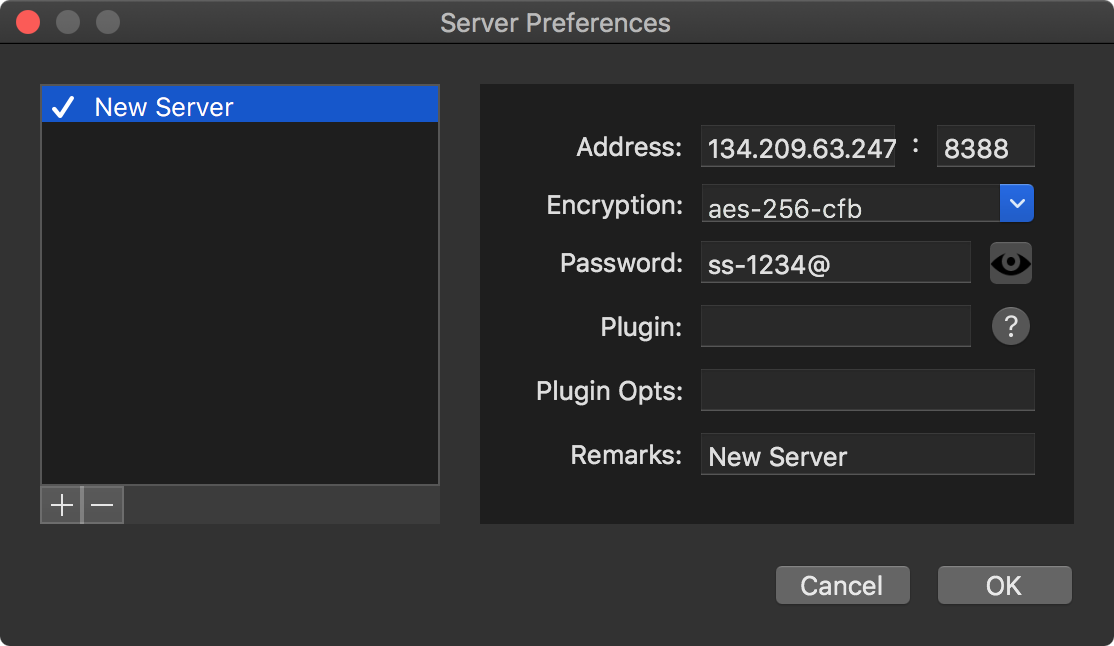 Server Preferences
New Server
Address: 134.209.63.247 : 8388
Encryption: aes-256-cfb
Password: ss-1234@
Plugin: ?
Plugin Opts:
Remarks: New Server
Cancel OK